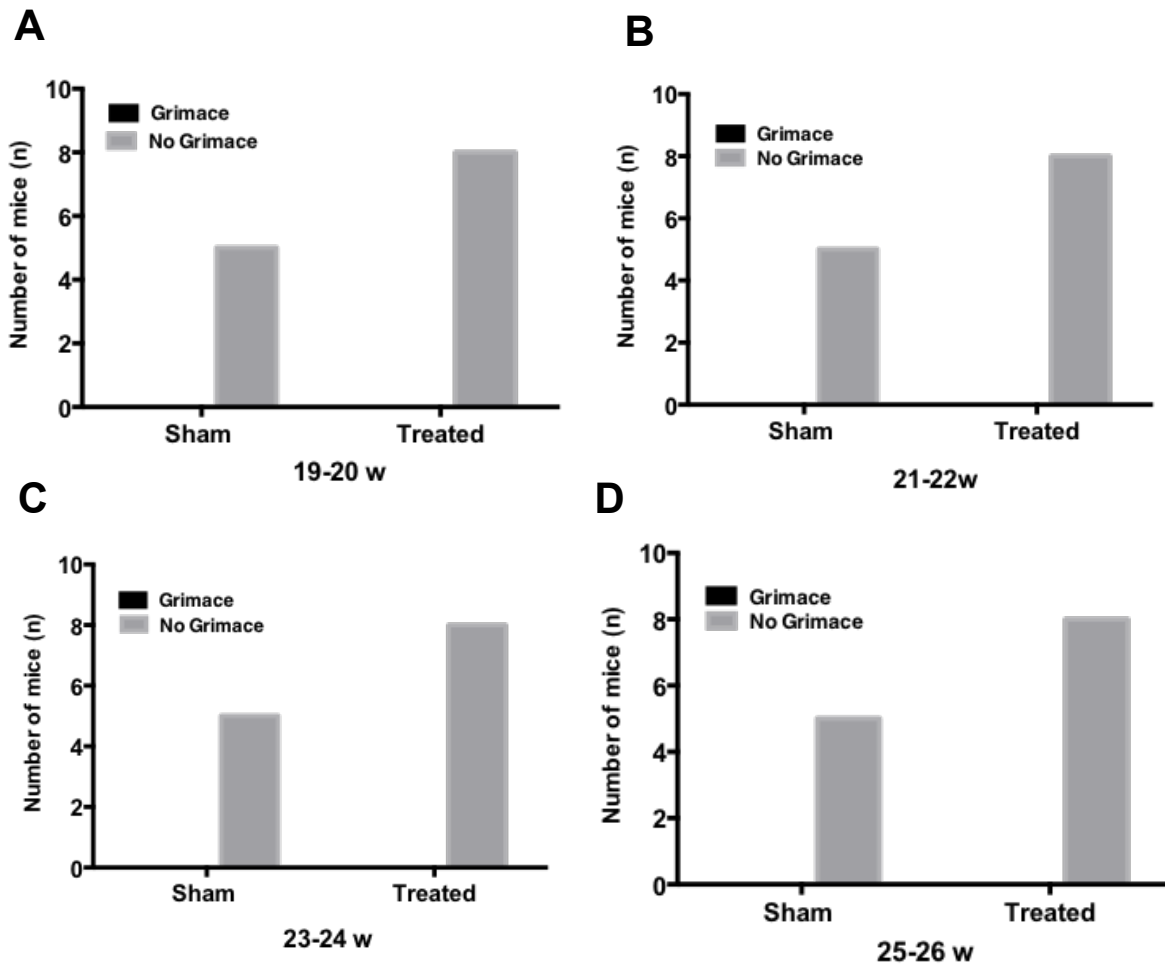 A
Number of mice (n)
10
8
6
4
2
0
Grimace
No Grimace
Sham
Treated
19-20 w
B
Number of mice (n)
10
8
6
4
2
0
Grimace
No Grimace
Sham
Treated
21-22w
C
Number of mice (n)
10
8
6
4
2
0
Grimace
No Grimace
Sham
Treated
23-24 w
D
Number of mice (n)
10
8
6
4
2
0
Grimace
No Grimace
Sham
Treated
25-26 w